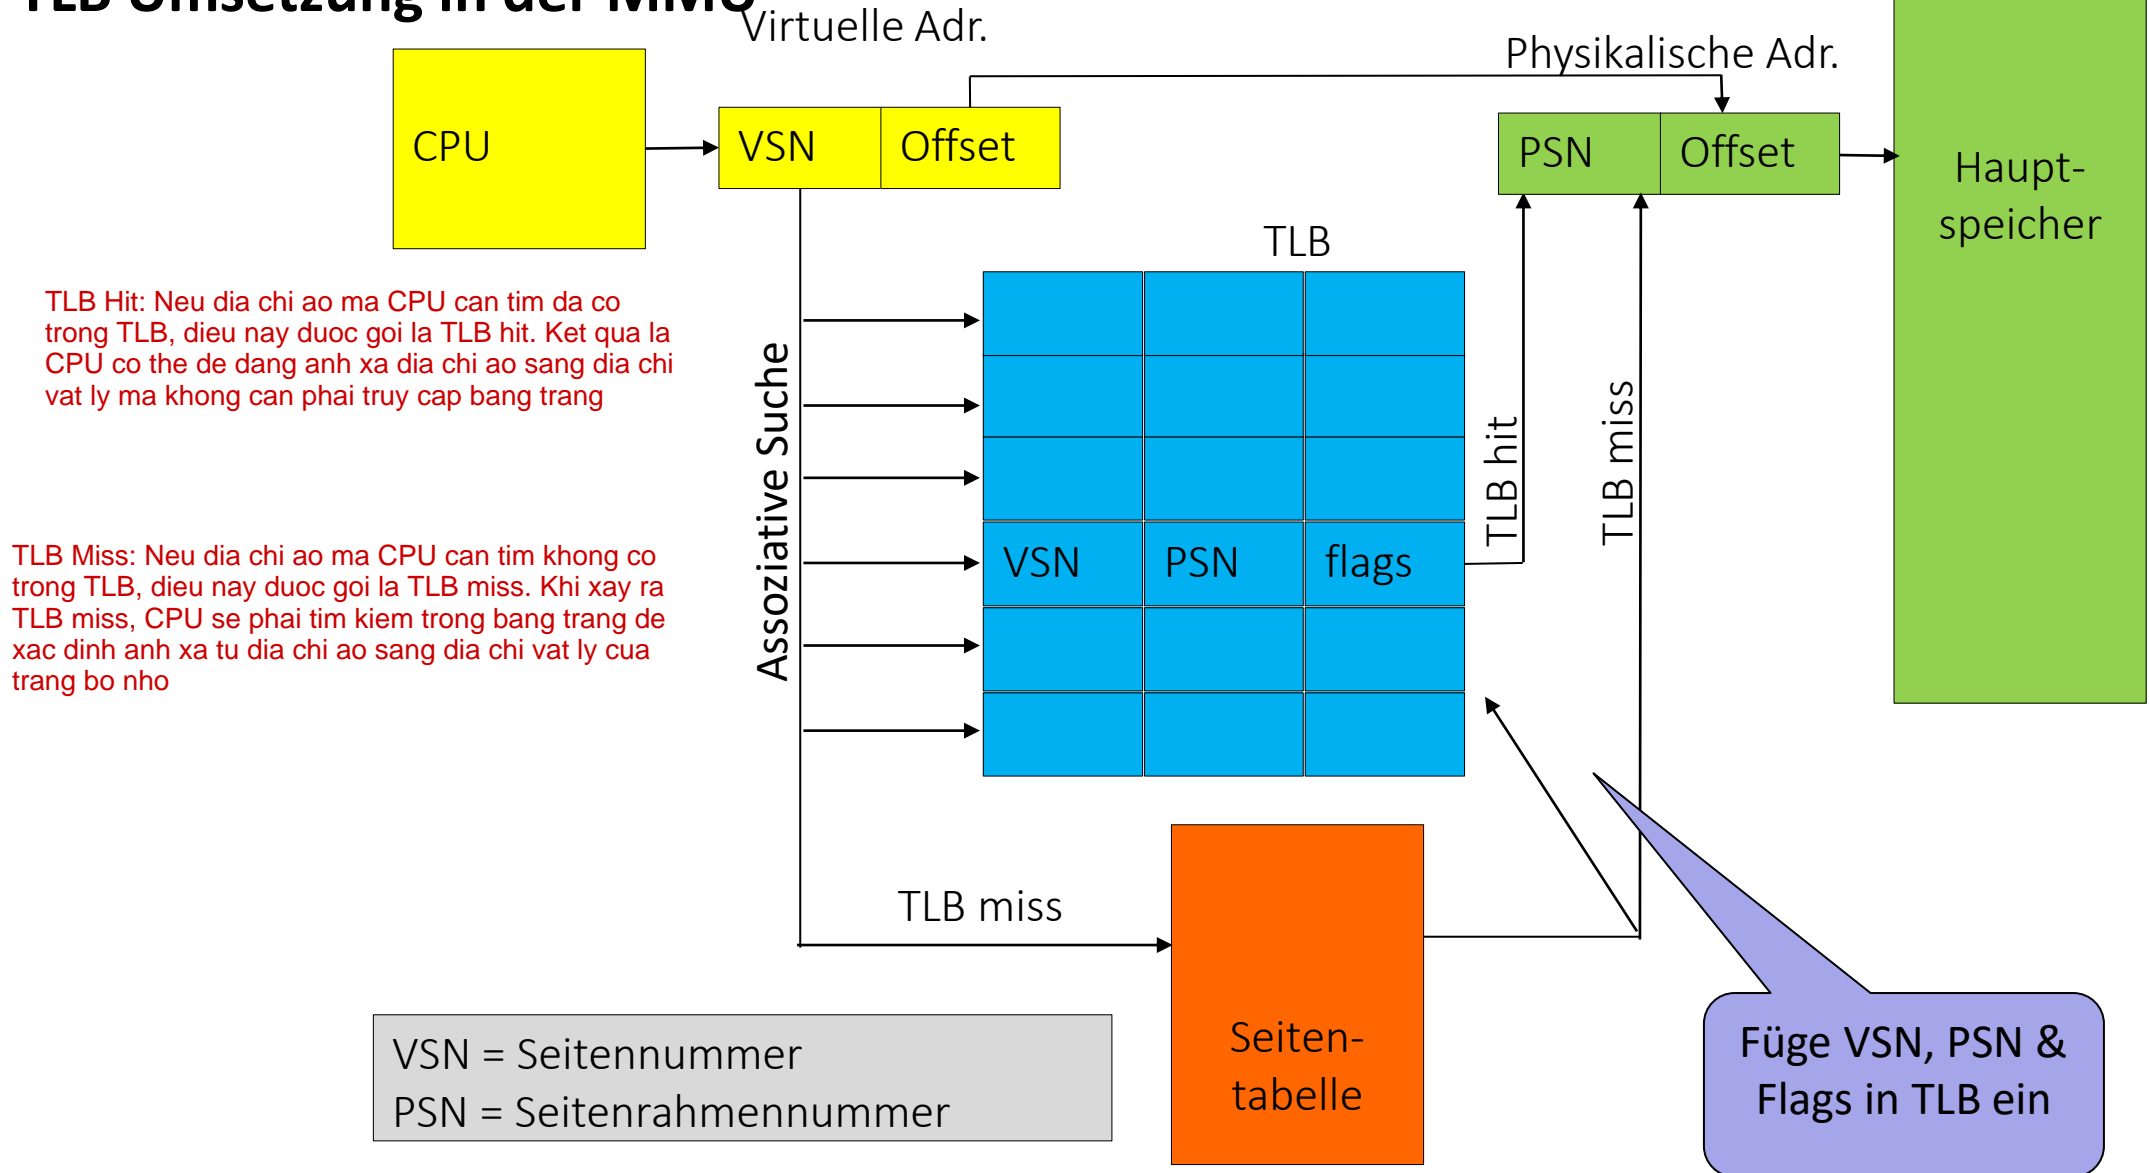 TLB Umsetzung in der MMU
Virtuelle Adr.
Physikalische Adr.
CPU
VSN
Offset
PSN
Offset
Haupt-
speicher
TLB
TLB Hit: Neu dia chi ao ma CPU can tim da co
trong TLB, dieu nay duoc goi la TLB hit. Ket qua la
CPU co the de dang anh xa dia chi ao sang dia chi
vat ly ma khong can phai truy cap bang trang
Assoziative Suche
TLB hit
TLB miss
VSN
PSN
flags
TLB Miss: Neu dia chi ao ma CPU can tim khong co
trong TLB, dieu nay duoc goi la TLB miss. Khi xay ra
TLB miss, CPU se phai tim kiem trong bang trang de
xac dinh anh xa tu dia chi ao sang dia chi vat ly cua
trang bo nho
TLB miss
Seiten-
tabelle
Füge VSN, PSN &
Flags in TLB ein
VSN = Seitennummer
PSN = Seitenrahmennummer